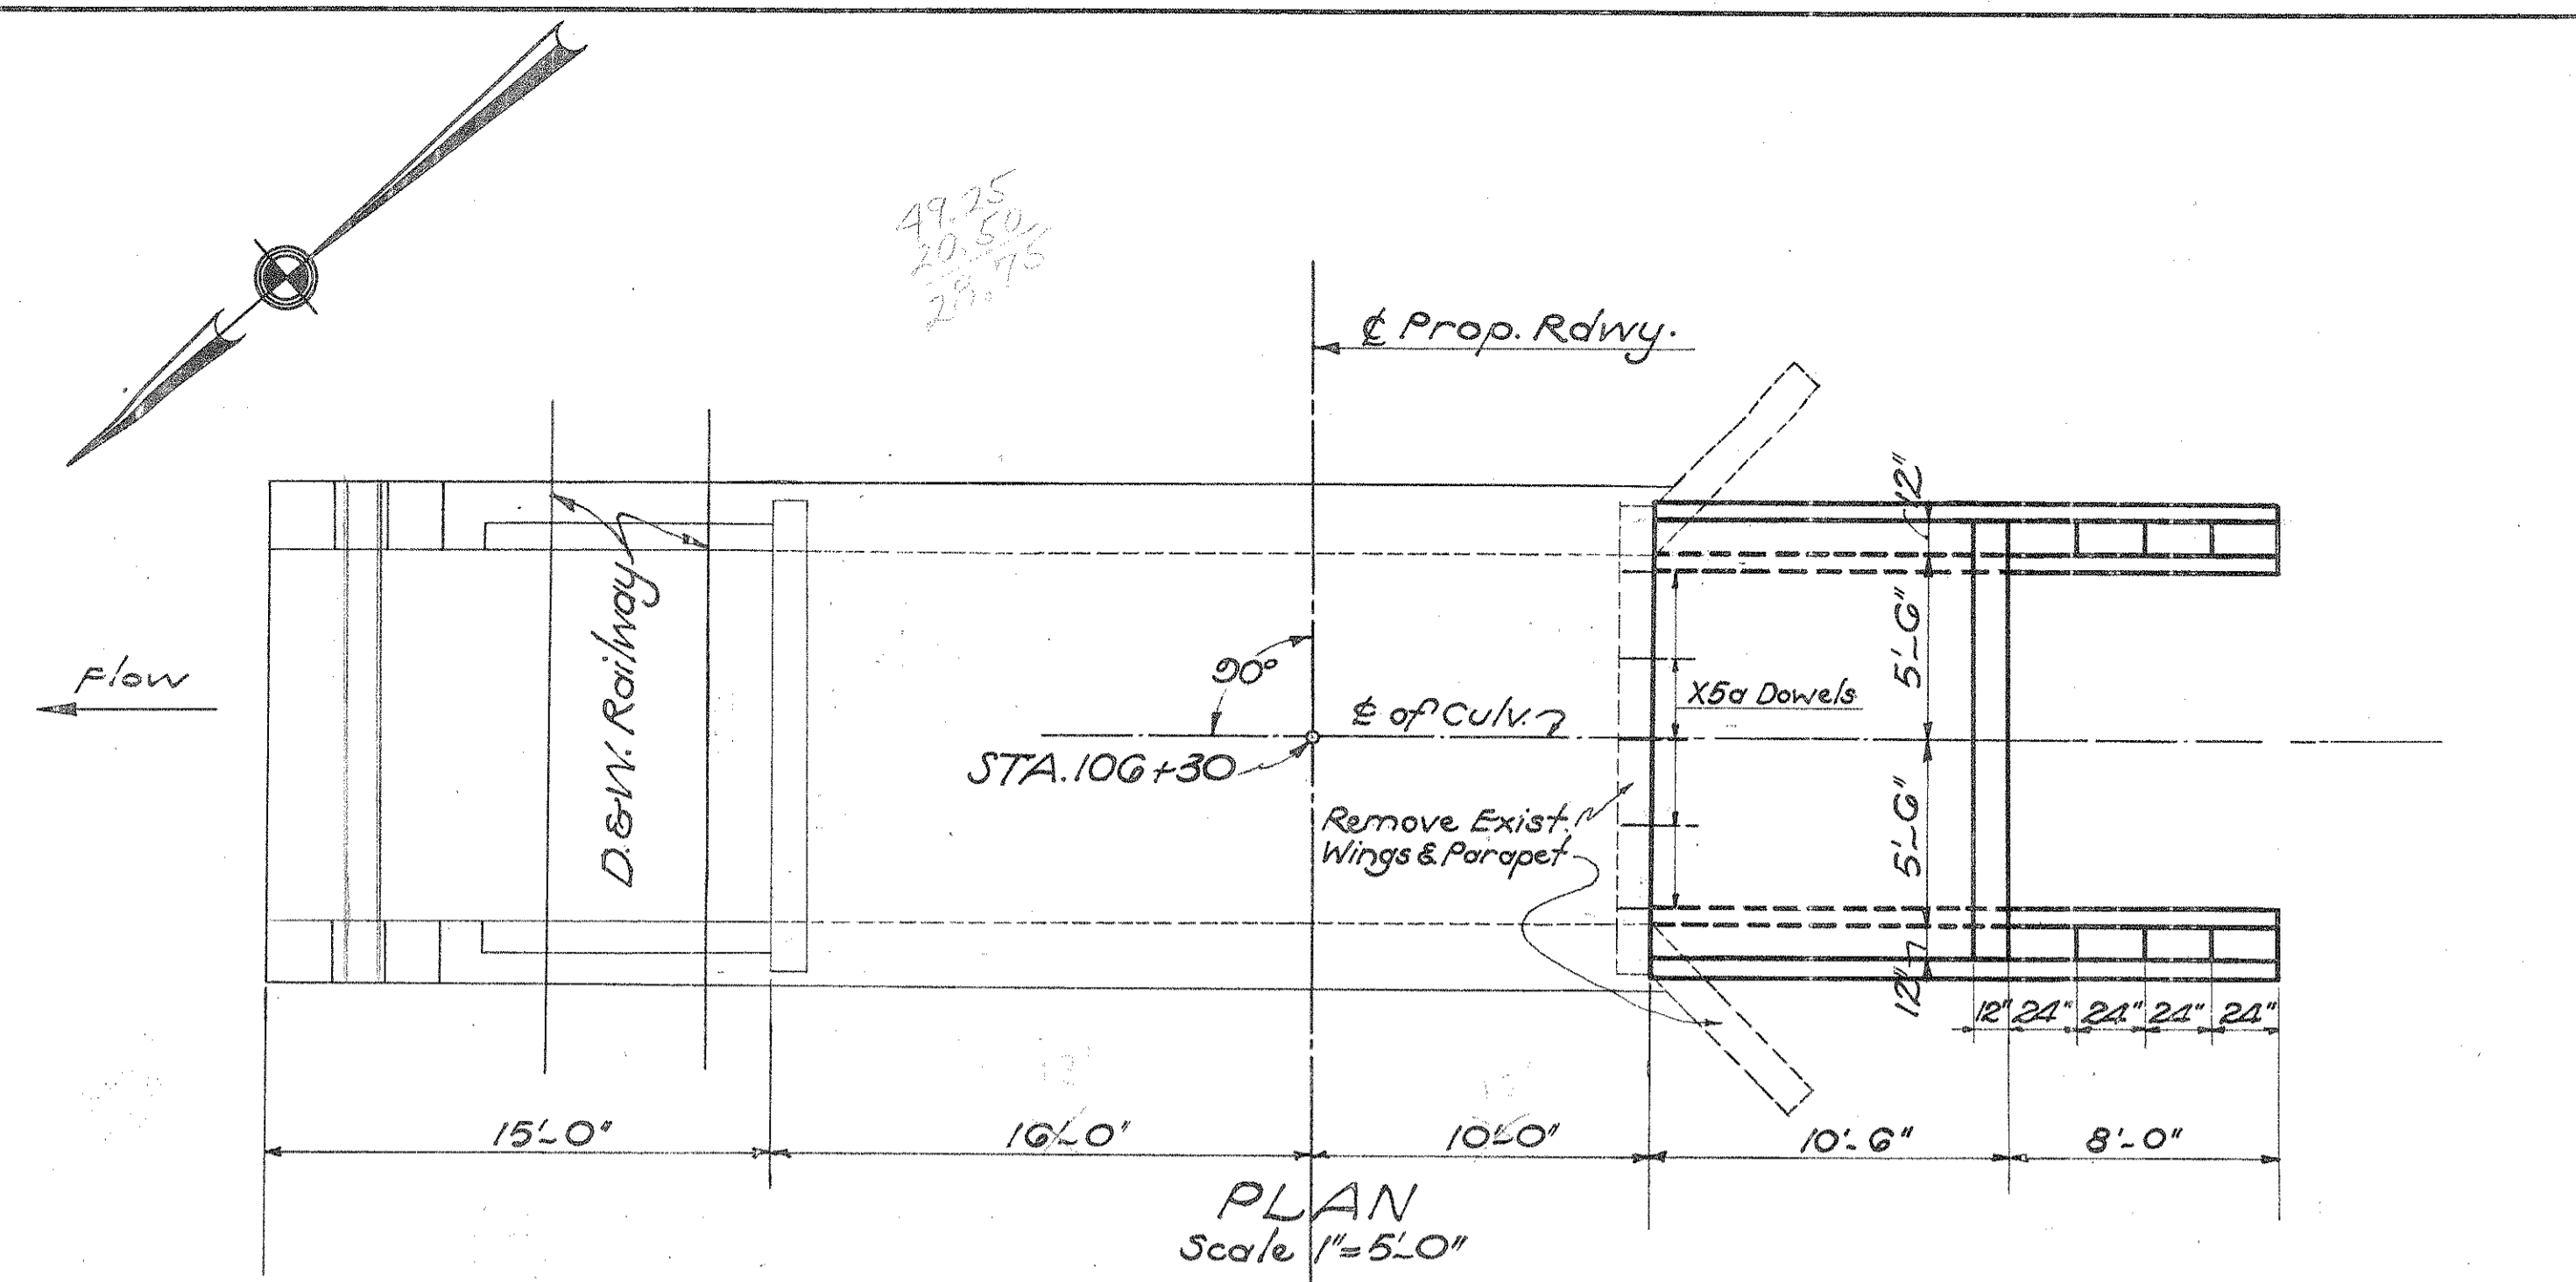 49.25
20.50
28.75
℄ Prop. Rdwy.
12"
5'-6"
Flow
D.&W. Railway
90°
℄ of Culv.
X5a Dowels
STA. 106+30
Remove Exist.
Wings & Parapet
5'-6"
12"
12" 24" 24" 24" 24"
15'-0" 16'-0" 10'-0" 10'-6" 8'-0"
PLAN
Scale 1"=5'-0"